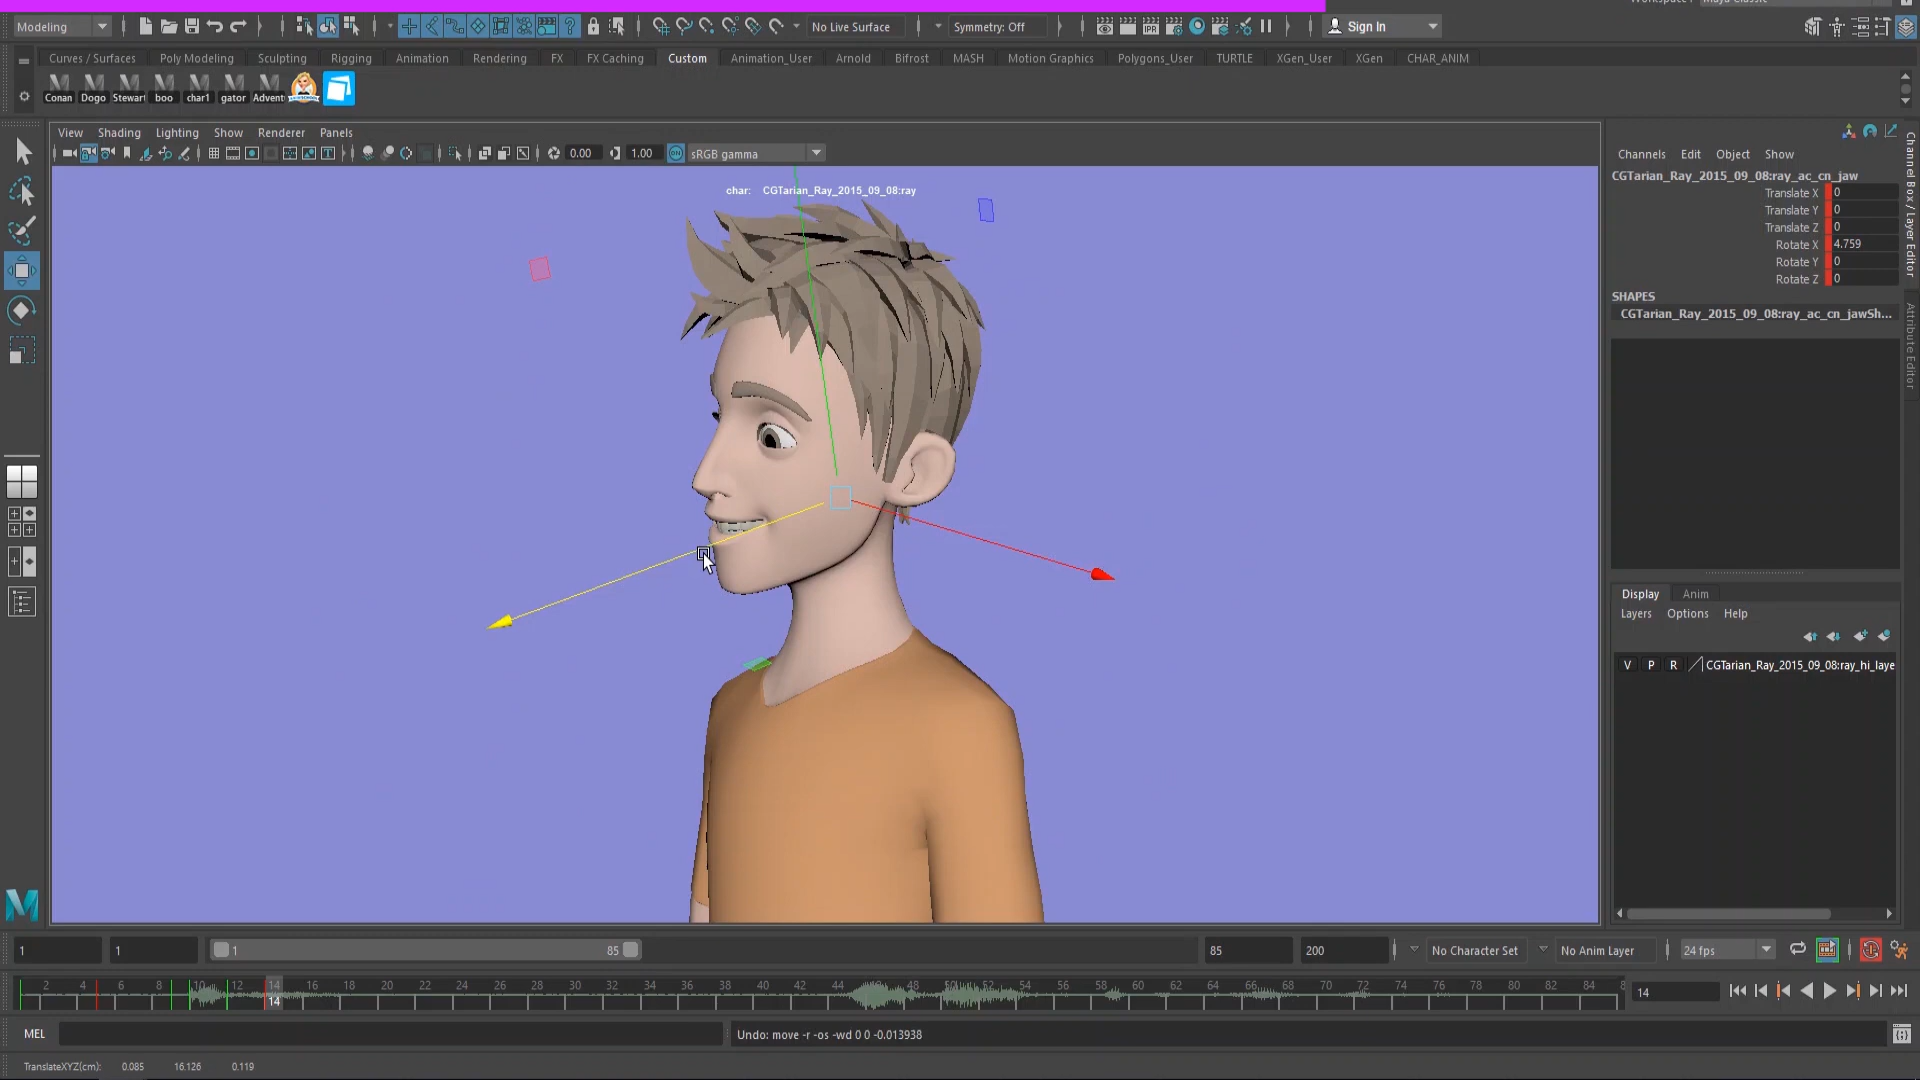 Modeling
No Live Surface
Symmetry: Off
Sign In
Curves / Surfaces Poly Modeling Sculpting Rigging Animation Rendering FX FX Caching Custom Animation_User Arnold Bifrost MASH Motion Graphics Polygons_User TURTLE XGen_User XGen CHAR_ANIM
Conan Dogo Stewart boo char1 gator Advent
View Shading Lighting Show Renderer Panels
0.00 1.00 ON sRGB gamma
char: CGTarian_Ray_2015_09_08:ray
Channels Edit Object Show
CGTarian_Ray_2015_09_08:ray_ac_cn_jaw
Translate X 0
Translate Y 0
Translate Z 0
Rotate X 4.759
Rotate Y 0
Rotate Z 0
SHAPES
CGTarian_Ray_2015_09_08:ray_ac_cn_jawSh...
Channel Box / Layer Editor
Attribute Editor
Display Anim
Layers Options Help
V P R CGTarian_Ray_2015_09_08:ray_hi_laye
1 1 1 85 85 200 No Character Set No Anim Layer 24 fps
2 4 6 8 10 12 14 16 18 20 22 24 26 28 30 32 34 36 38 40 42 44 48 50 52 54 56 58 60 62 64 66 68 70 72 74 76 78 80 82 84 8
14 14
MEL Undo: move -r -os -wd 0 0 -0.013938
TranslateXYZ(cm): 0.085 16.126 0.119